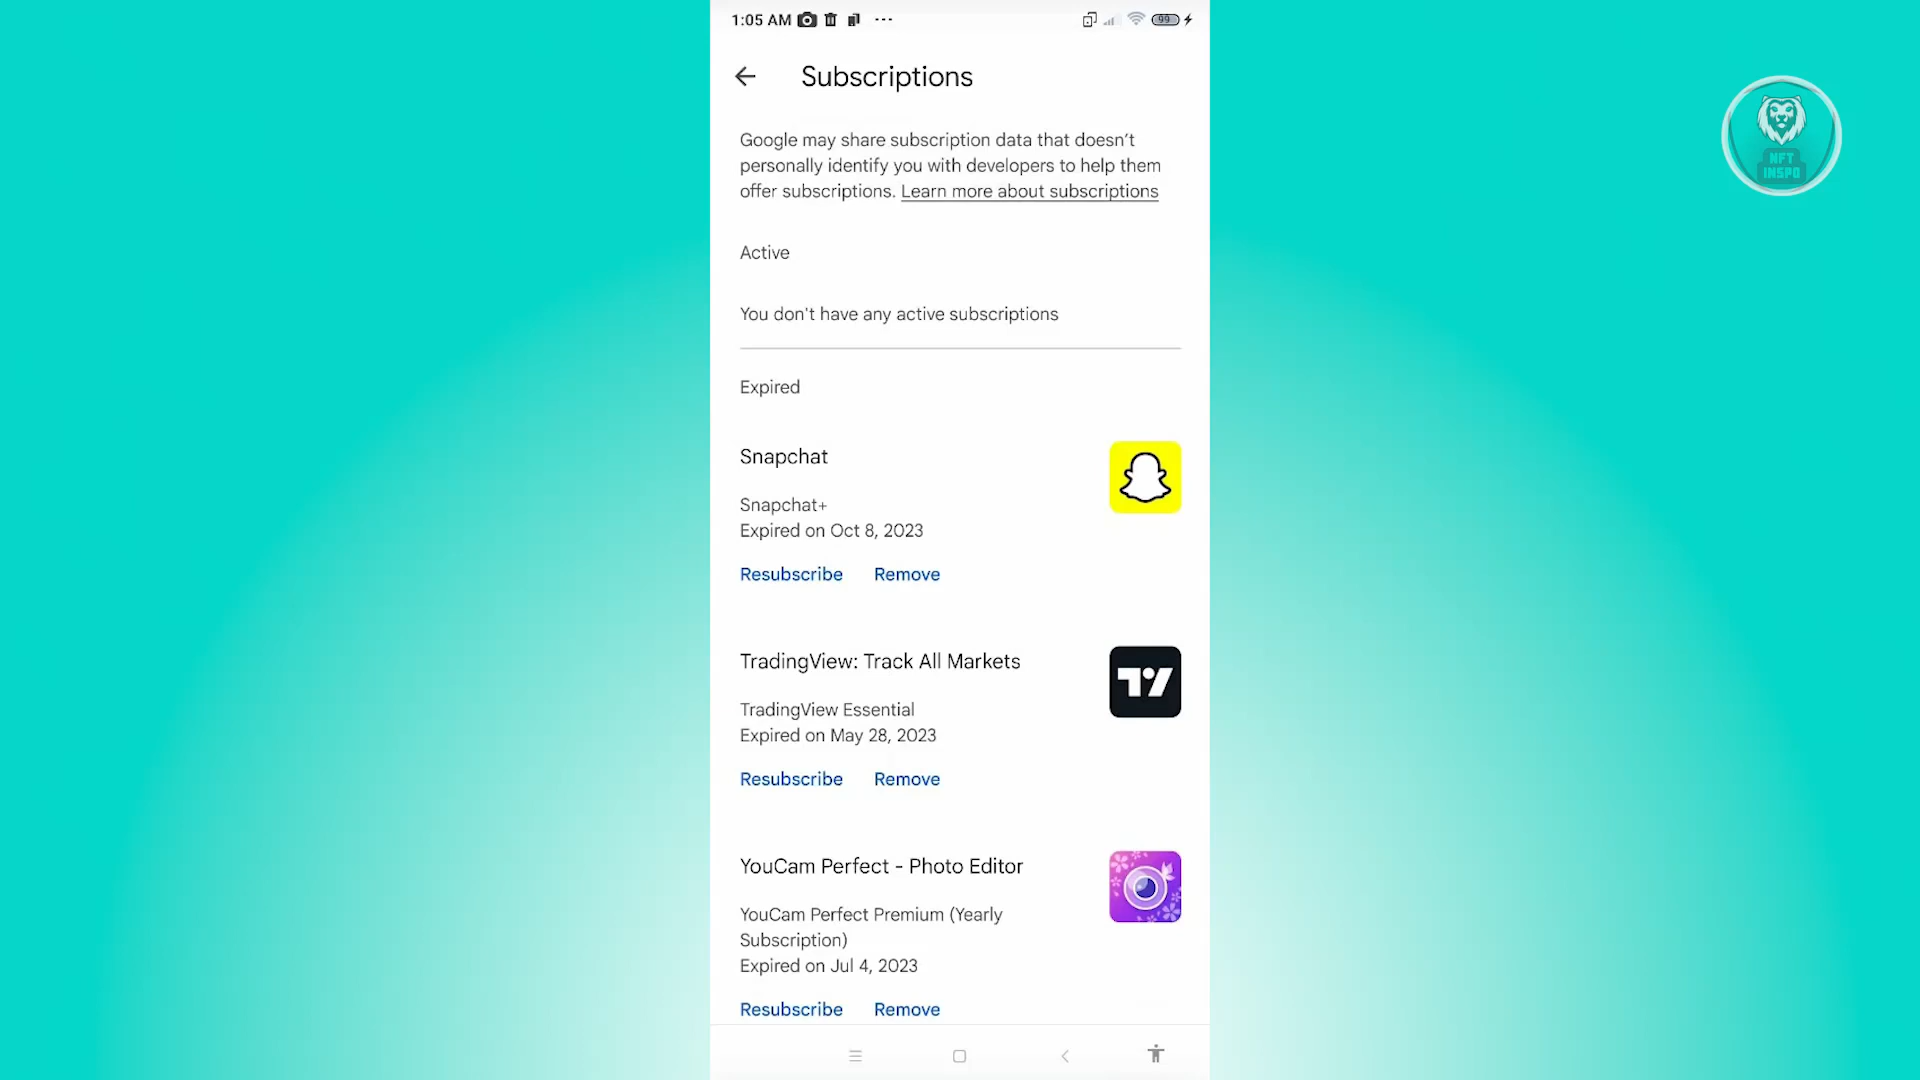 1:05 AM
99
Subscriptions
Google may share subscription data that doesn't
personally identify you with developers to help them
offer subscriptions. Learn more about subscriptions
Active
You don't have any active subscriptions
Expired
Snapchat
Snapchat+
Expired on Oct 8, 2023
Resubscribe Remove
TradingView: Track All Markets
TradingView Essential
Expired on May 28, 2023
Resubscribe Remove
YouCam Perfect - Photo Editor
YouCam Perfect Premium (Yearly
Subscription)
Expired on Jul 4, 2023
Resubscribe Remove
NFT
INSPO